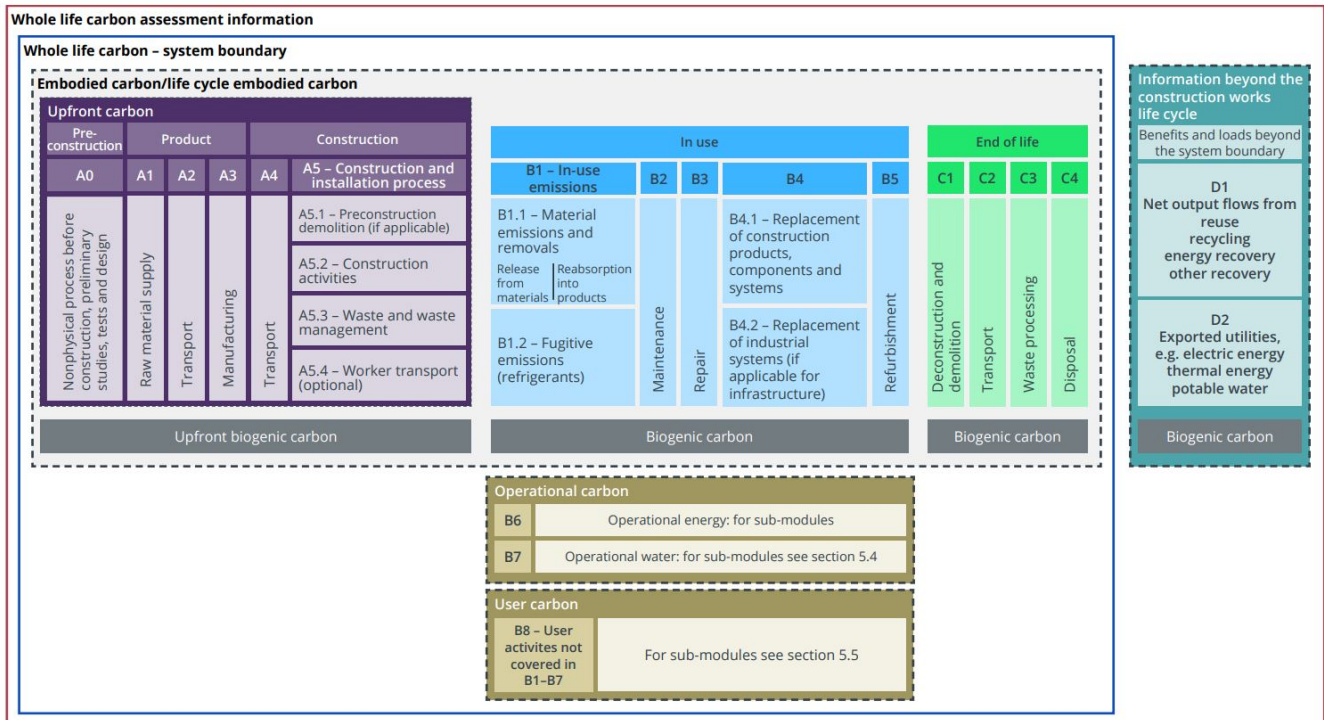 Whole life carbon assessment information
Whole life carbon – system boundary
Embodied carbon/life cycle embodied carbon
Upfront carbon
Pre-
construction
Product
Construction
A0
A1
A2
A3
A4
A5 – Construction and
installation process
Nonphysical process before
construction, preliminary
studies, tests and design
Raw material supply
Transport
Manufacturing
Transport
A5.1 – Preconstruction
demolition (if applicable)
A5.2 – Construction
activities
A5.3 – Waste and waste
management
A5.4 – Worker transport
(optional)
Upfront biogenic carbon
In use
B1 – In-use
emissions
B2
B3
B4
B5
B1.1 – Material
emissions and
removals
Release
from
materials
Reabsorption
into
products
B1.2 – Fugitive
emissions
(refrigerants)
Maintenance
Repair
B4.1 – Replacement
of construction
products,
components and
systems
B4.2 – Replacement
of industrial
systems (if
applicable for
infrastructure)
Refurbishment
Biogenic carbon
End of life
C1
C2
C3
C4
Deconstruction and
demolition
Transport
Waste processing
Disposal
Biogenic carbon
Operational carbon
B6
Operational energy: for sub-modules
B7
Operational water: for sub-modules see section 5.4
User carbon
B8 – User
activites not
covered in
B1–B7
For sub-modules see section 5.5
Information beyond the
construction works
life cycle
Benefits and loads beyond
the system boundary
D1
Net output flows from
reuse
recycling
energy recovery
other recovery
D2
Exported utilities,
e.g. electric energy
thermal energy
potable water
Biogenic carbon